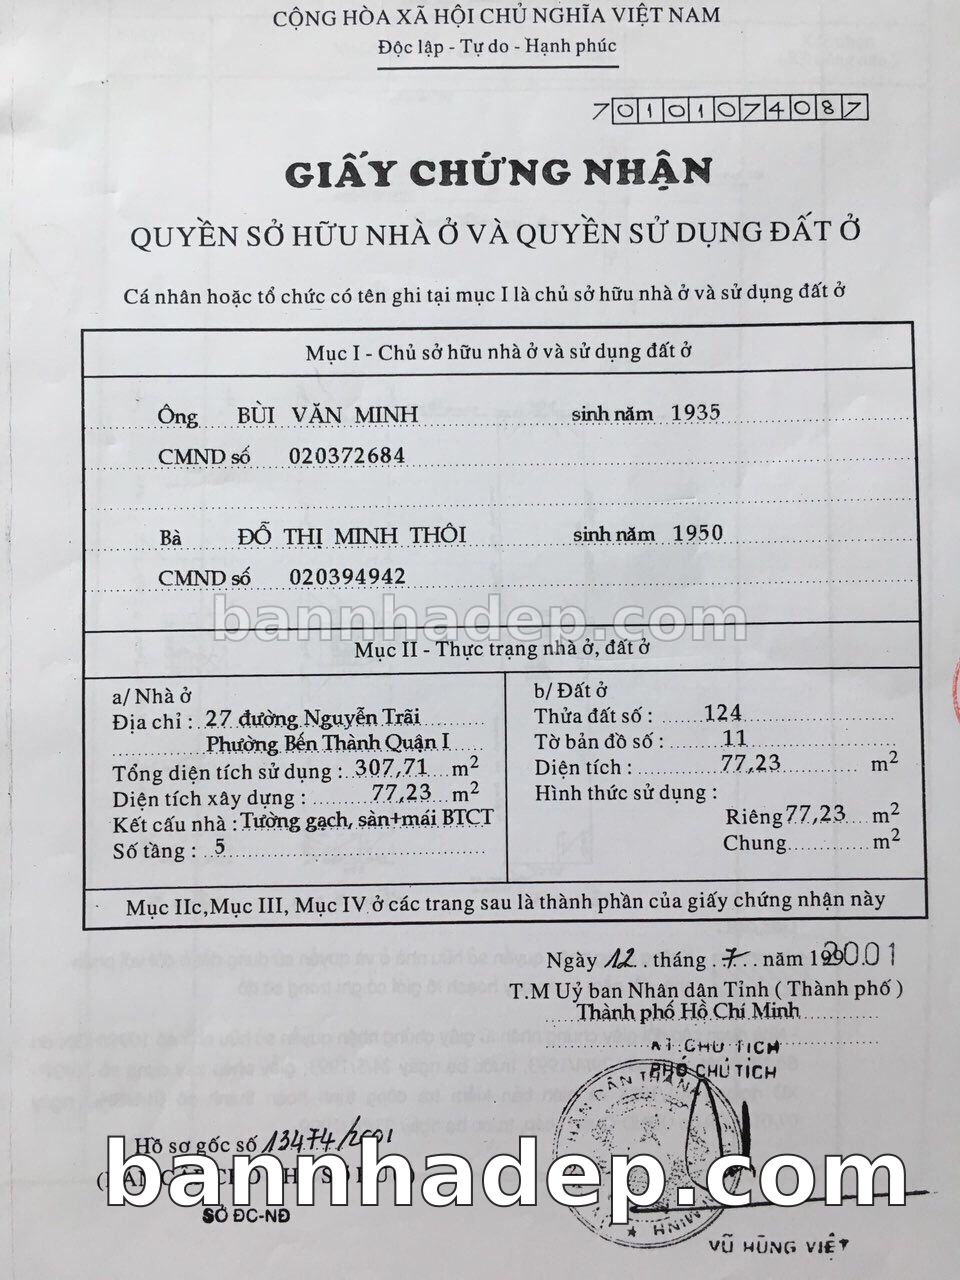 CỘNG HÒA XÃ HỘI CHỦ NGHĨA VIỆT NAM
Độc lập - Tự do - Hạnh phúc
70101074087
GIẤY CHỨNG NHẬN
QUYỀN SỞ HỮU NHÀ Ở VÀ QUYỀN SỬ DỤNG ĐẤT Ở
Cá nhân hoặc tổ chức có tên ghi tại mục I là chủ sở hữu nhà ở và sử dụng đất ở
Mục I - Chủ sở hữu nhà ở và sử dụng đất ở
Ông BÙI VĂN MINH sinh năm 1935
CMND số 020372684
Bà ĐỖ THỊ MINH THÔI sinh năm 1950
CMND số 020394942
bannhadep.com
Mục II - Thực trạng nhà ở, đất ở
a/ Nhà ở
Địa chỉ : 27 đường Nguyễn Trãi
Phường Bến Thành Quận I
Tổng diện tích sử dụng : 307,71 m2
Diện tích xây dựng : 77,23 m2
Kết cấu nhà : Tường gạch, sàn+mái BTCT
Số tầng : 5
b/ Đất ở
Thửa đất số : 124
Tờ bản đồ số : 11
Diện tích : 77,23 m2
Hình thức sử dụng :
Riêng 77,23 m2
Chung m2
Mục IIc,Mục III, Mục IV ở các trang sau là thành phần của giấy chứng nhận này
Ngày 12 tháng 7 năm 2001
T.M Uỷ ban Nhân dân Tỉnh ( Thành phố )
Thành phố Hồ Chí Minh
KT. CHỦ TỊCH
PHÓ CHỦ TỊCH
Hồ sơ gốc số 13474/2001
bannhadep.com
SỞ ĐC-NĐ
VŨ HÙNG VIỆT